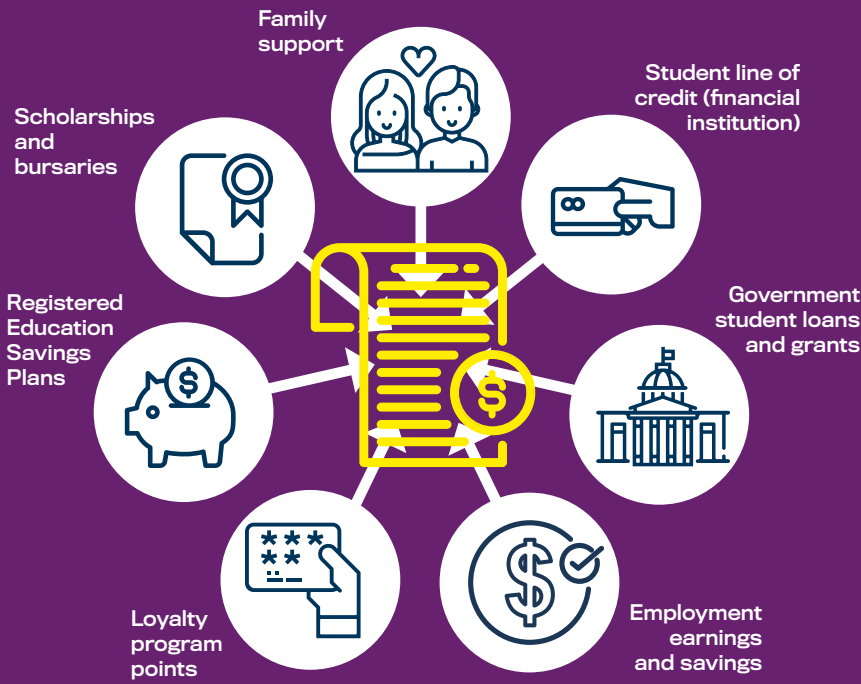 Family
support
Student line of
credit (financial
institution)
Scholarships
and
bursaries
Registered
Education
Savings
Plans
Government
student loans
and grants
$
$
Loyalty
program
points
$
Employment
earnings
and savings